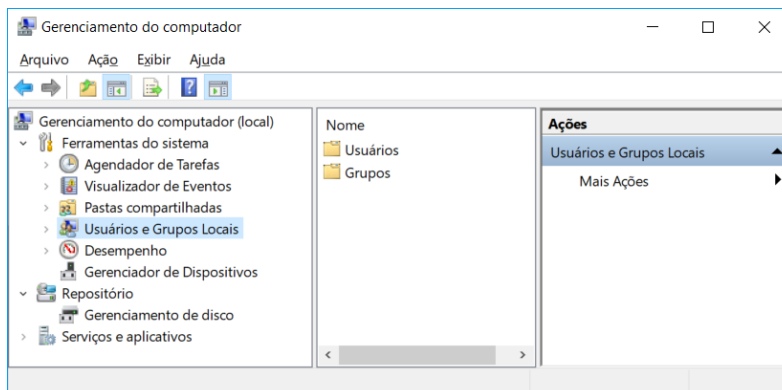 Gerenciamento do computador
Arquivo Ação Exibir Ajuda
Gerenciamento do computador (local)
Ferramentas do sistema
Agendador de Tarefas
Visualizador de Eventos
Pastas compartilhadas
Usuários e Grupos Locais
Desempenho
Gerenciador de Dispositivos
Repositório
Gerenciamento de disco
Serviços e aplicativos
Nome
Usuários
Grupos
Ações
Usuários e Grupos Locais
Mais Ações